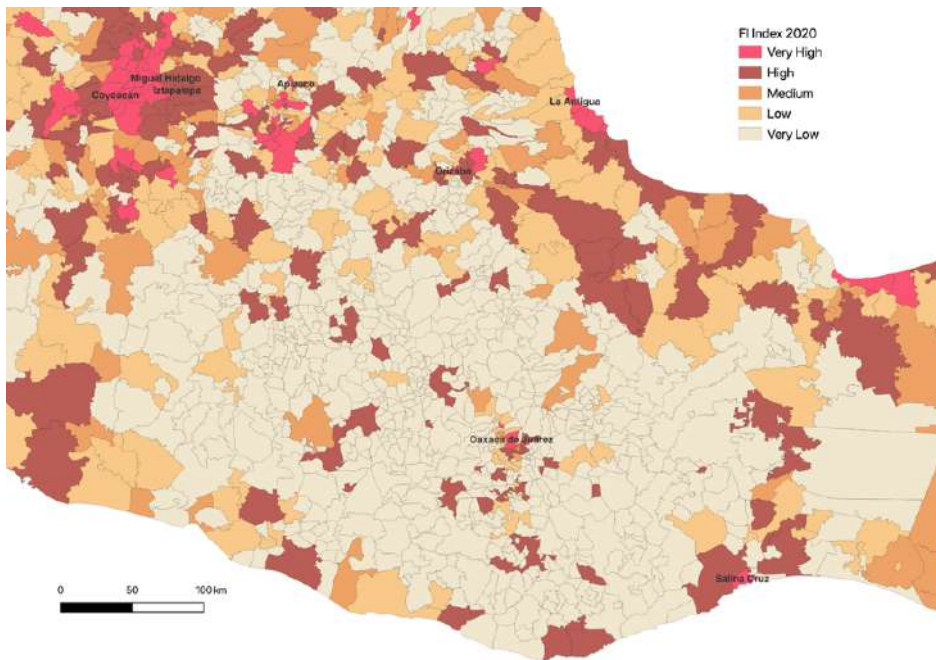 FI Index 2020
Very High
High
Medium
Low
Very Low
Miguel Hidalgo
Coyoacán
Iztapalapa
Apizaco
La Antigua
Orizaba
Oaxaca de Juárez
Salina Cruz
0 50 100 km